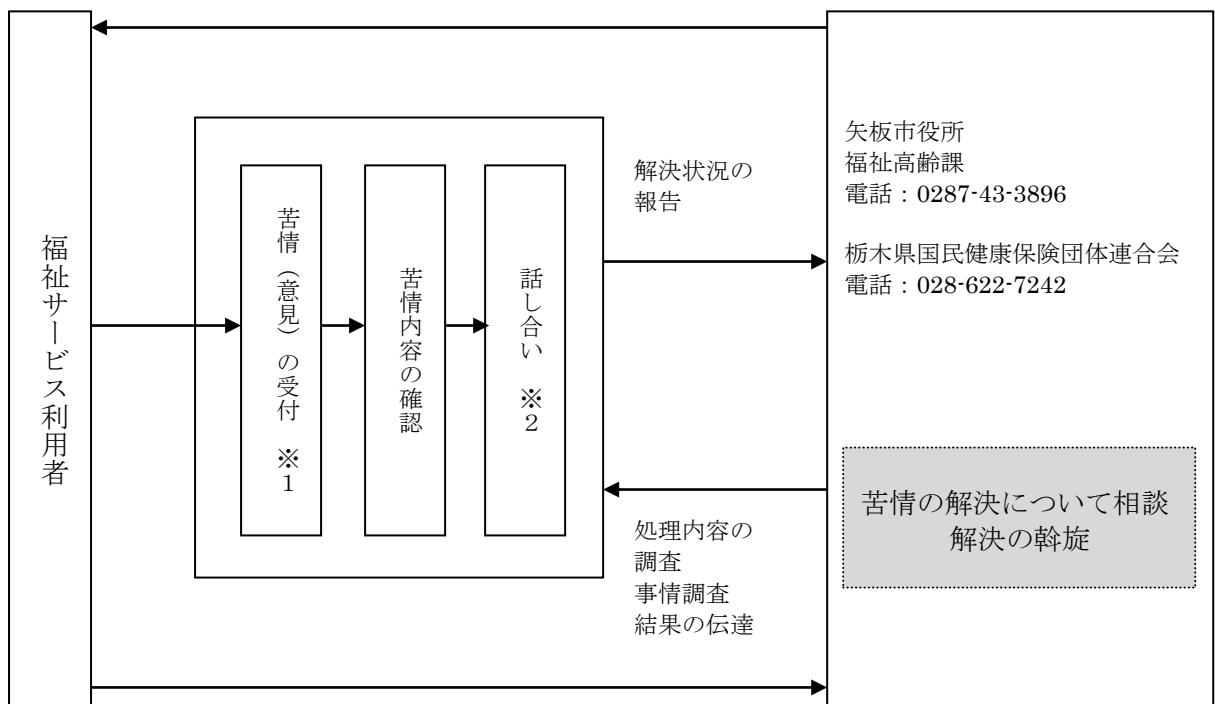 福祉サービス利用者
苦情（意見）の受付　※1
苦情内容の確認
話し合い　※2
解決状況の
報告
処理内容の
調査
事情調査
結果の伝達
矢板市役所
福祉高齢課
電話：0287-43-3896
栃木県国民健康保険団体連合会
電話：028-622-7242
苦情の解決について相談
解決の斡旋